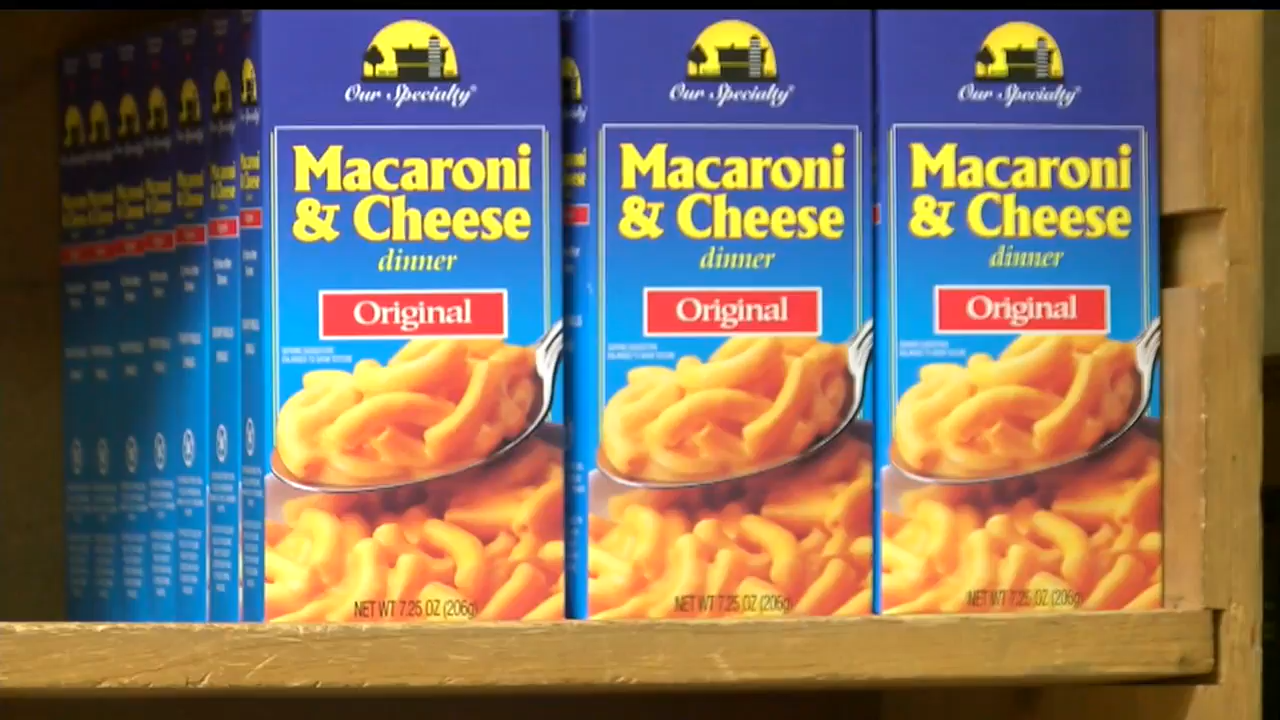 Our Specialty
Macaroni
& Cheese
dinner
Original
NET WT 7.25 OZ (206g)
Our Specialty
Macaroni
& Cheese
dinner
Original
NET WT 7.25 OZ (206g)
Our Specialty
Macaroni
& Cheese
dinner
Original
NET WT 7.25 OZ (206g)